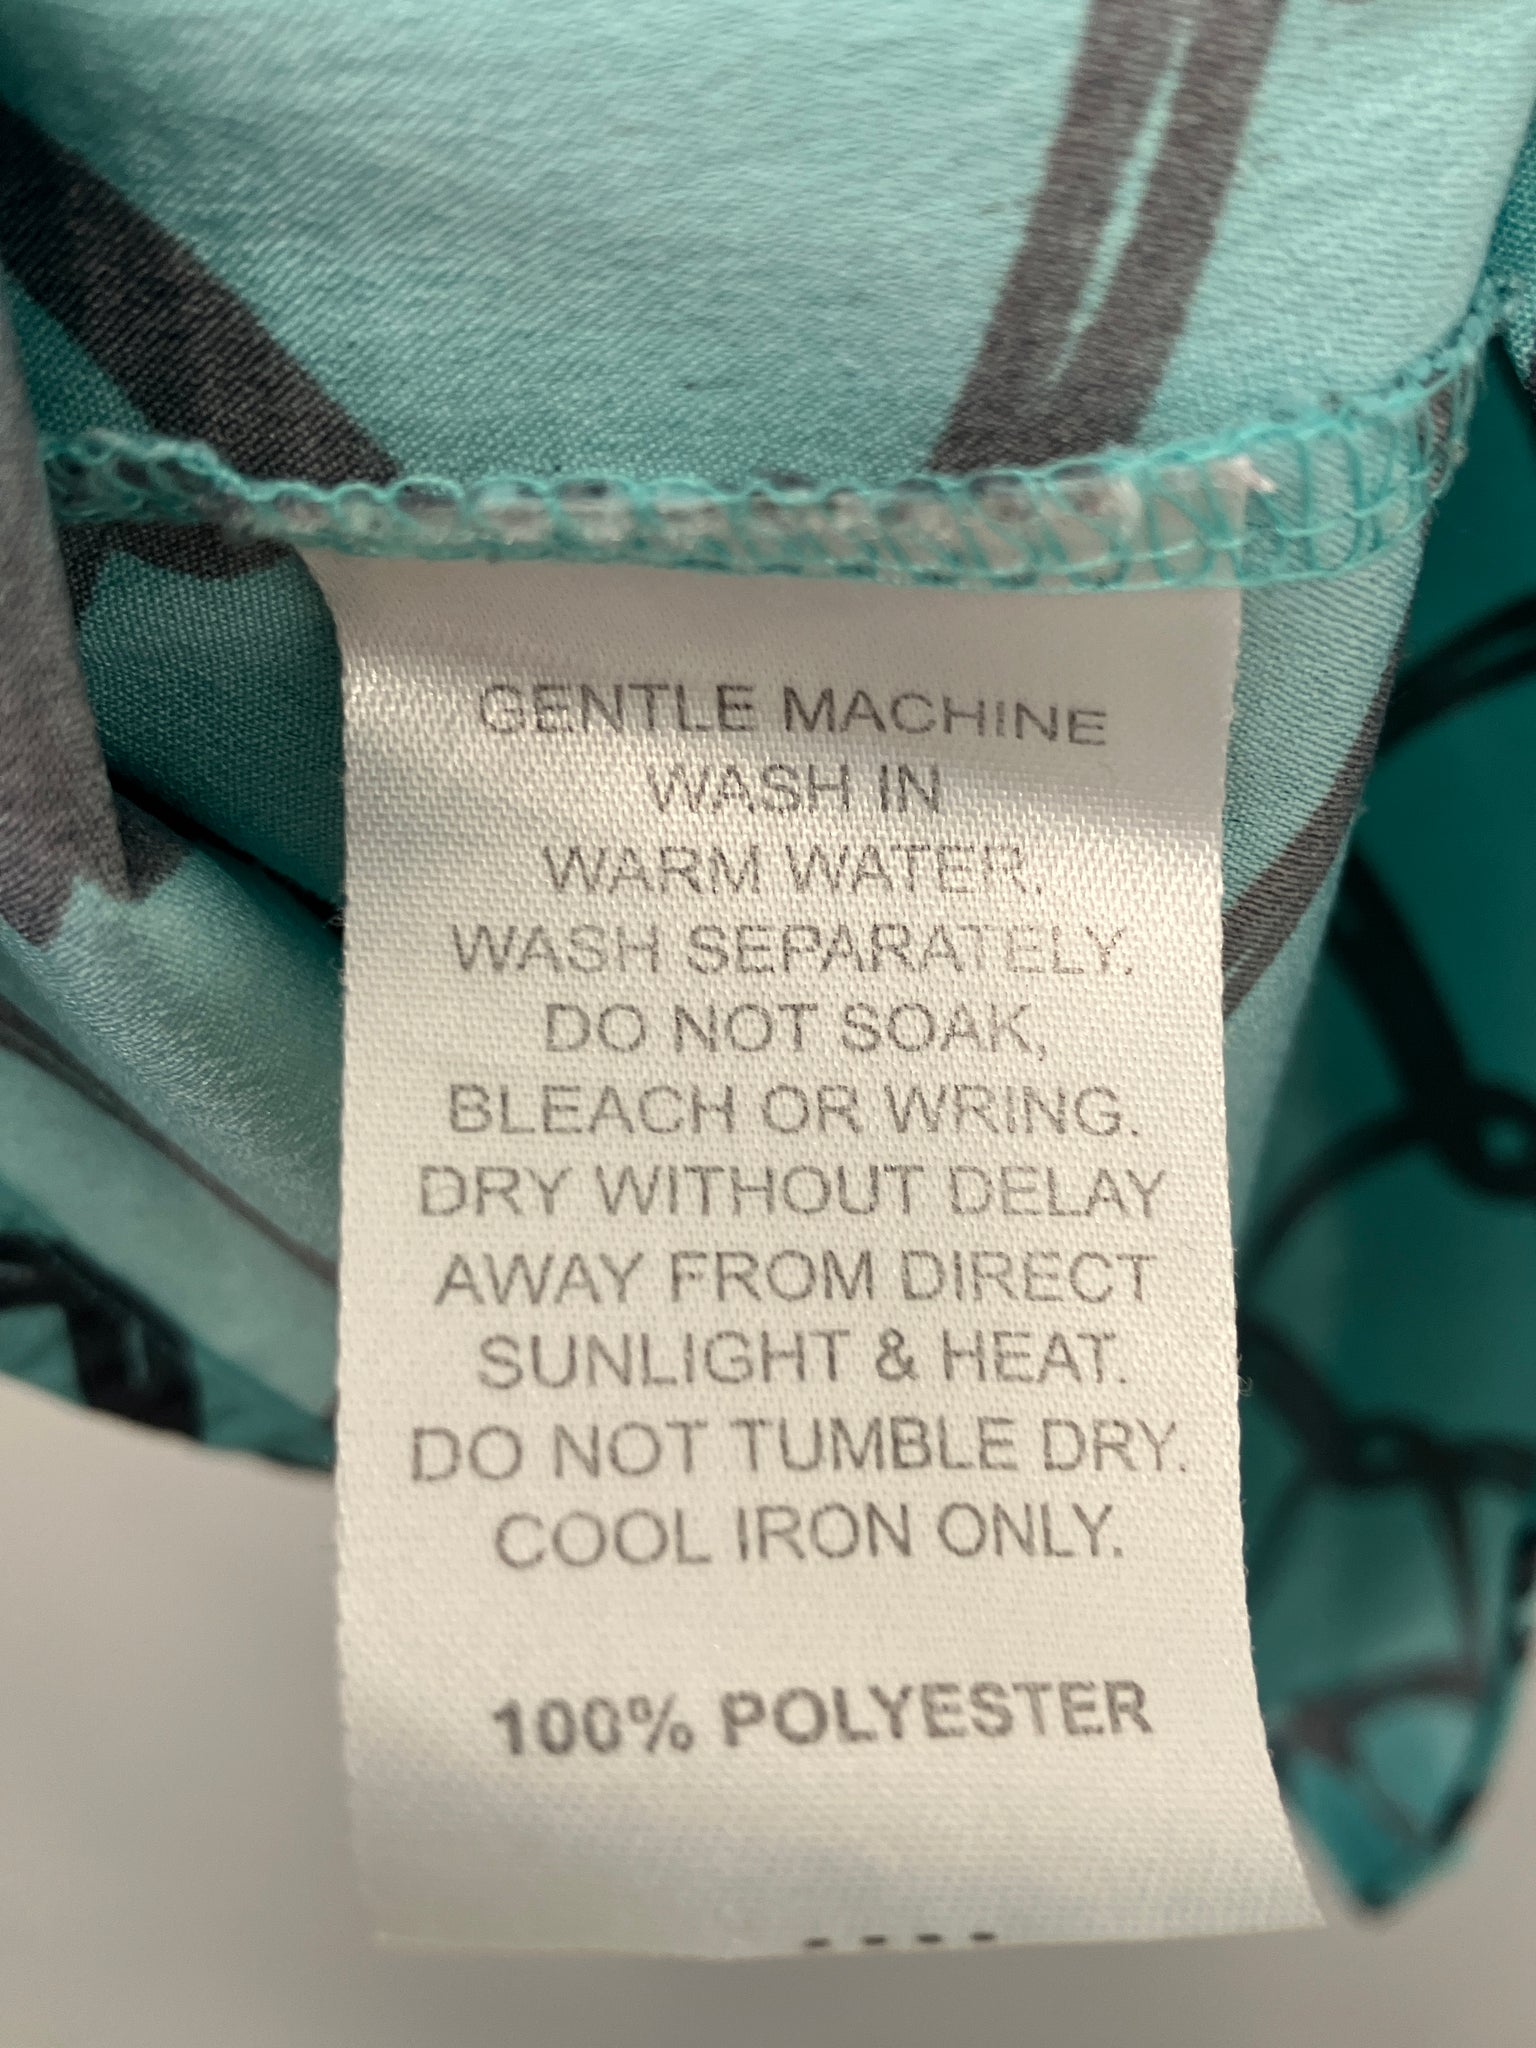 GENTLE MACHINE
WASH IN
WARM WATER.
WASH SEPARATELY.
DO NOT SOAK,
BLEACH OR WRING.
DRY WITHOUT DELAY
AWAY FROM DIRECT
SUNLIGHT & HEAT.
DO NOT TUMBLE DRY.
COOL IRON ONLY.
100% POLYESTER